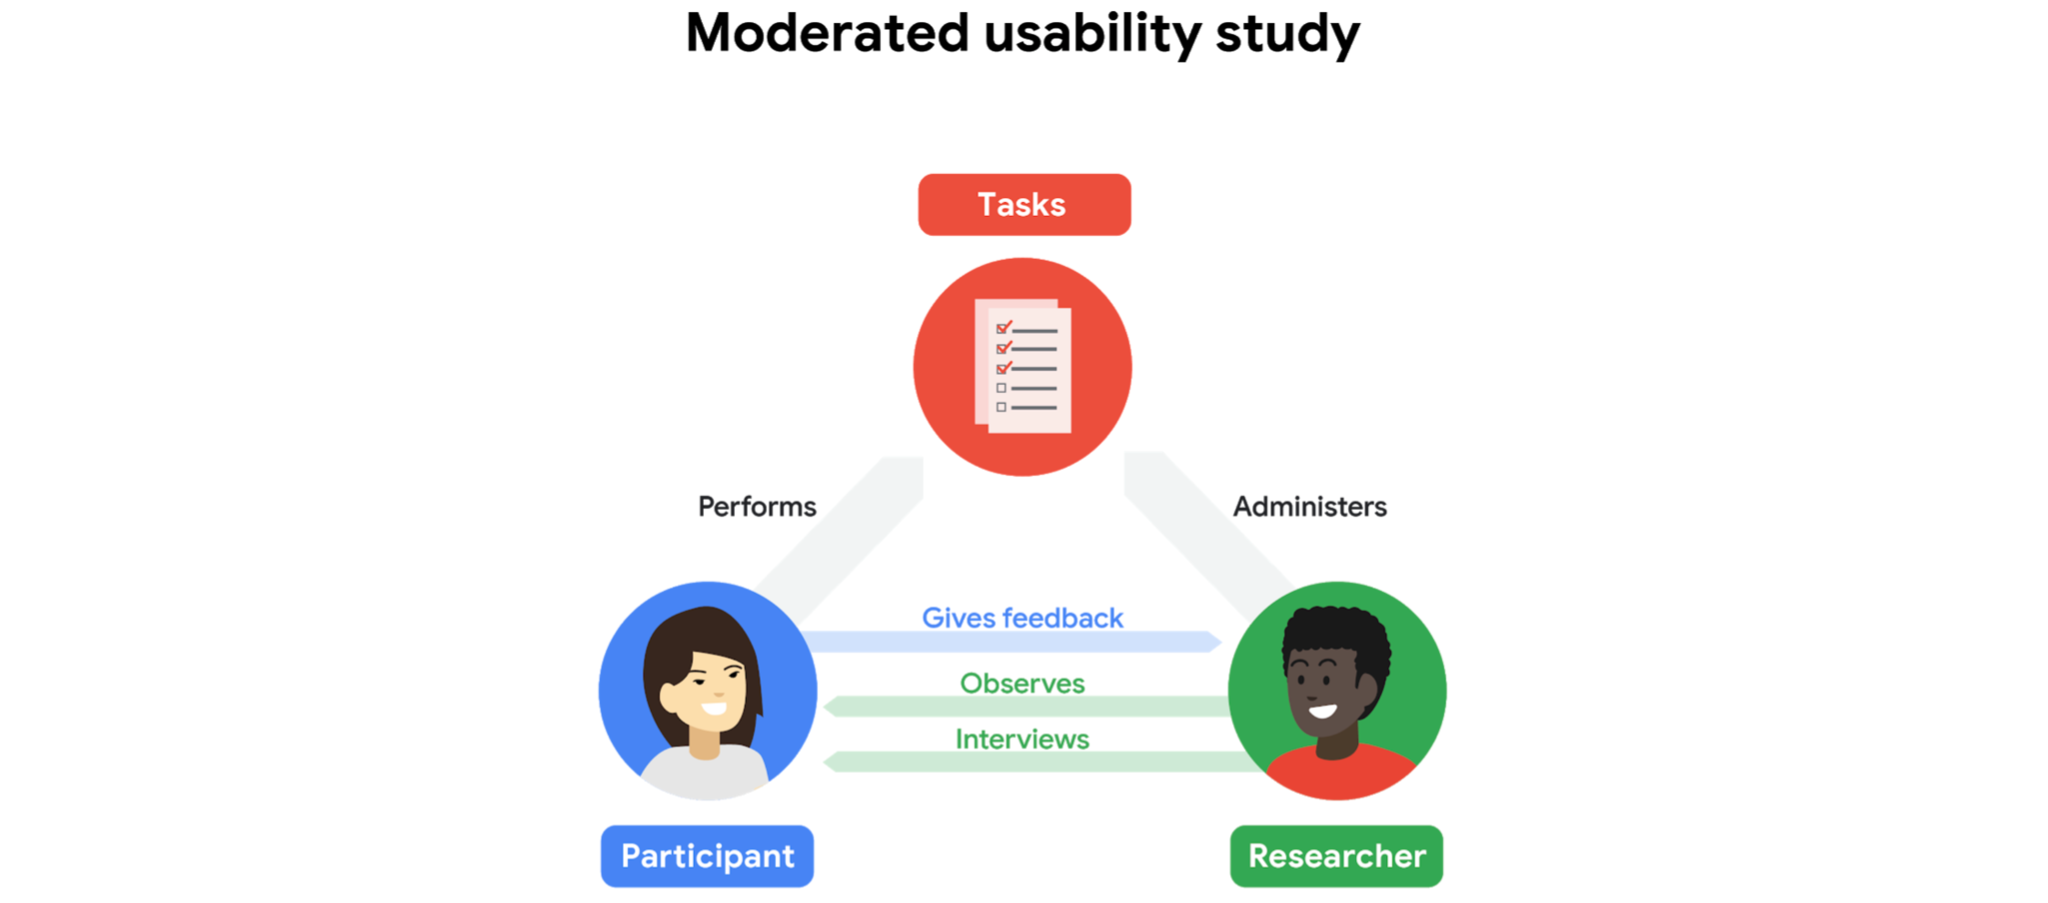 Moderated usability study
Tasks
Performs
Administers
Gives feedback
Observes
Interviews
Participant
Researcher